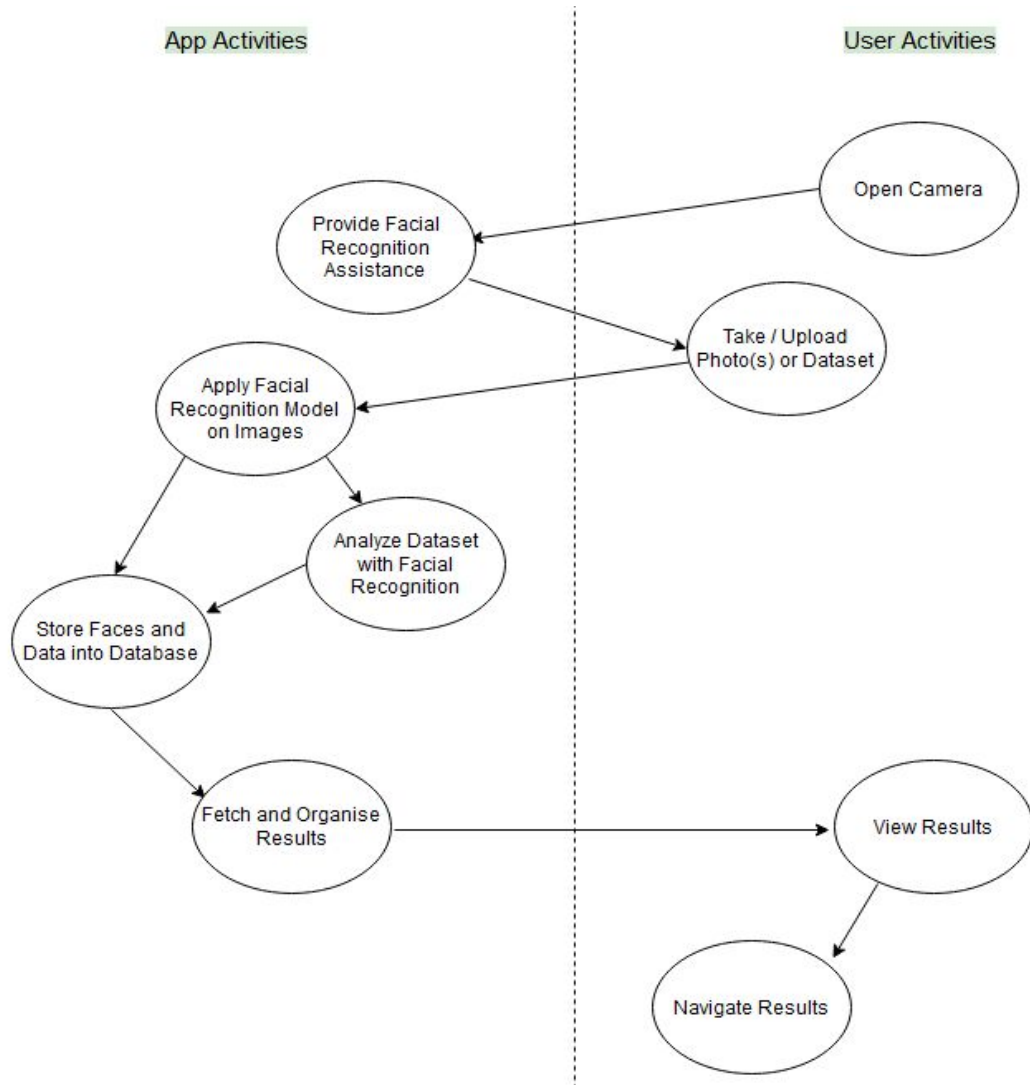 App Activities
User Activities
Open Camera
Provide Facial
Recognition
Assistance
Take / Upload
Photo(s) or Dataset
Apply Facial
Recognition Model
on Images
Analyze Dataset
with Facial
Recognition
Store Faces and
Data into Database
Fetch and Organise
Results
View Results
Navigate Results